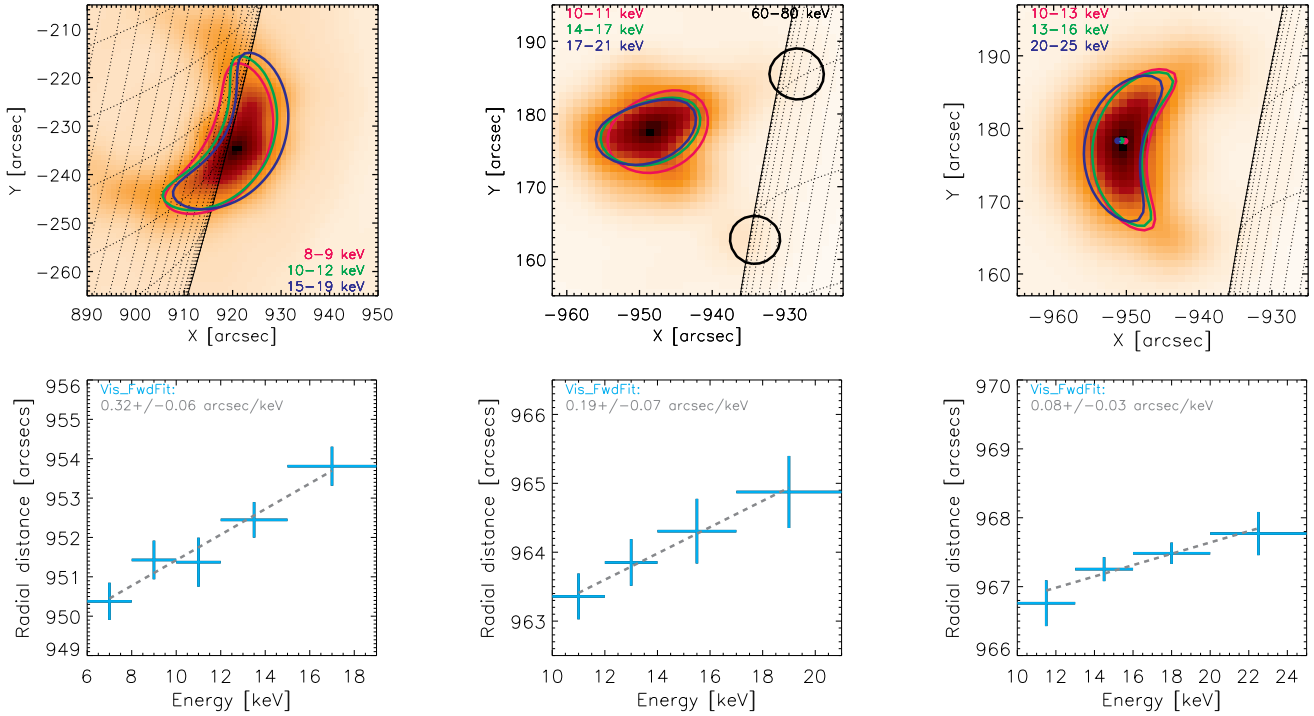 8−9 keV
10−12 keV
15−19 keV
−210
−220
−230
−240
−250
−260
Y [arcsec]
890 900 910 920 930 940 950
X [arcsec]
10−11 keV
14−17 keV
17−21 keV
60−80 keV
190
180
170
160
Y [arcsec]
−960 −950 −940 −930
X [arcsec]
10−13 keV
13−16 keV
20−25 keV
190
180
170
160
Y [arcsec]
−960 −950 −940 −930
X [arcsec]
Vis_FwdFit:
0.32+/−0.06 arcsec/keV
956
955
954
953
952
951
950
949
Radial distance [arcsecs]
6 8 10 12 14 16 18
Energy [keV]
Vis_FwdFit:
0.19+/−0.07 arcsec/keV
966
965
964
963
Radial distance [arcsecs]
10 12 14 16 18 20
Energy [keV]
Vis_FwdFit:
0.08+/−0.03 arcsec/keV
970
969
968
967
966
Radial distance [arcsecs]
10 12 14 16 18 20 22 24
Energy [keV]